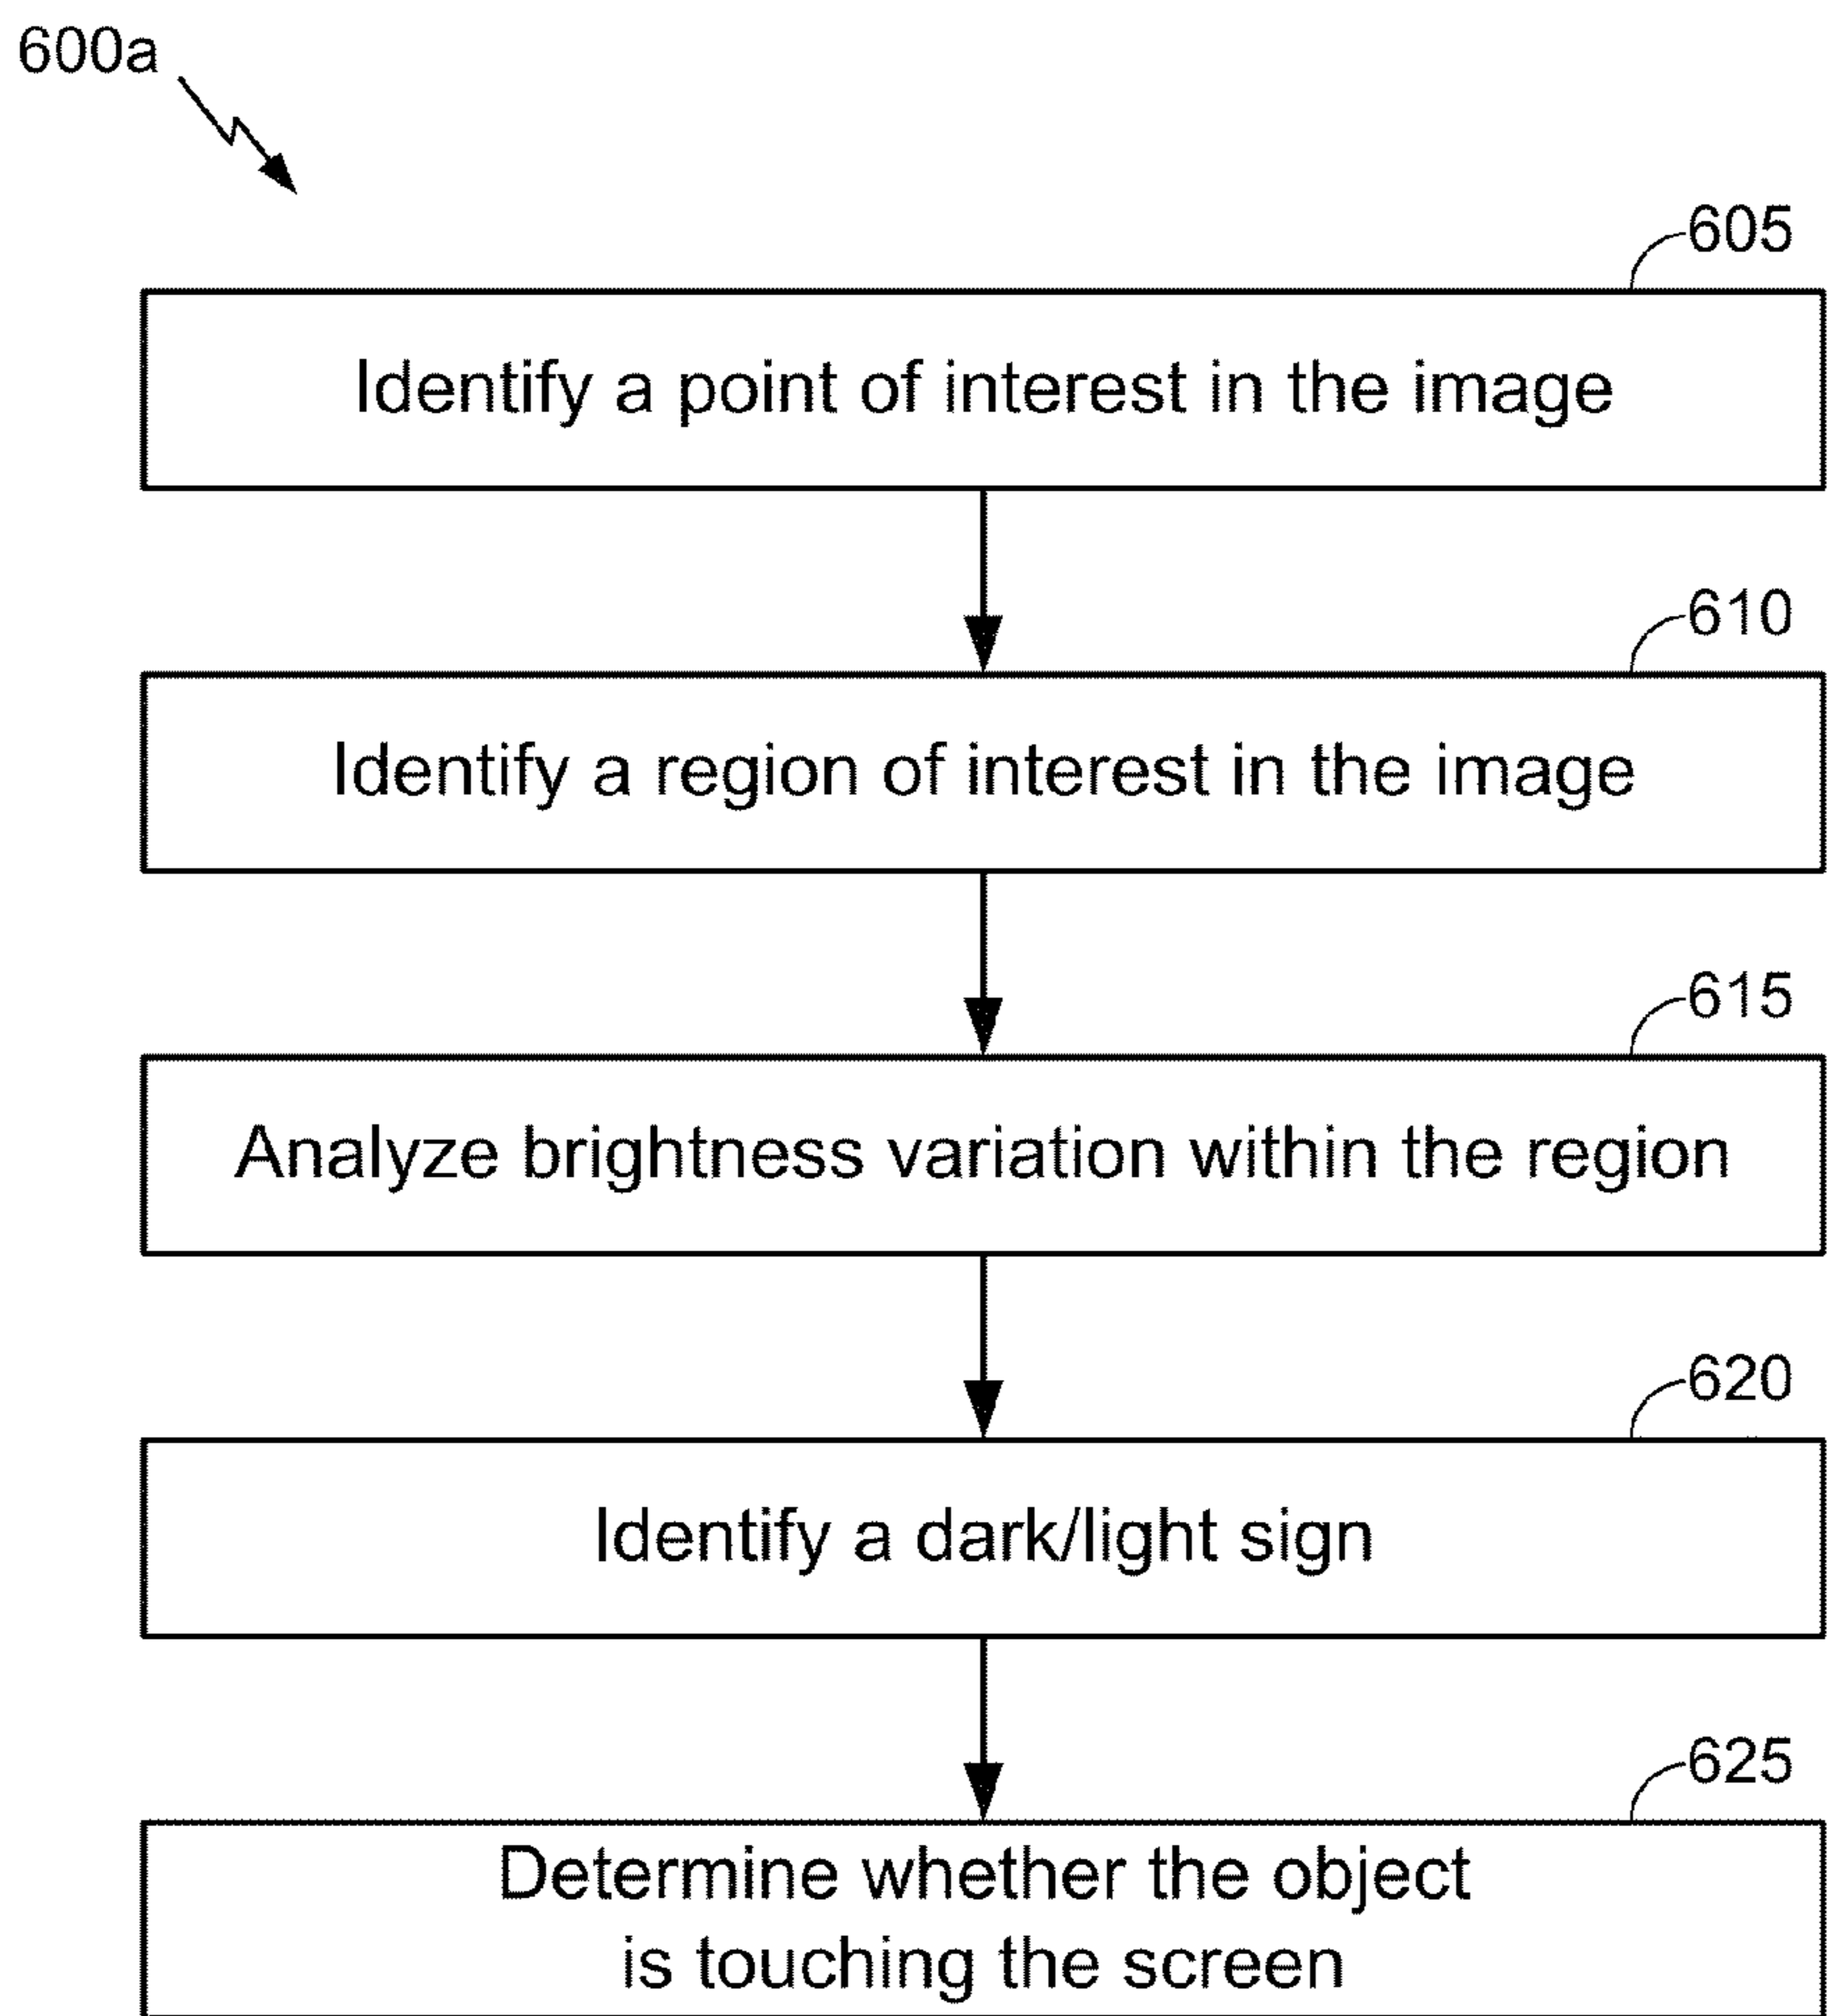 600a
605
Identify a point of interest in the image
610
Identify a region of interest in the image
615
Analyze brightness variation within the region
620
Identify a dark/light sign
625
Determine whether the object
is touching the screen